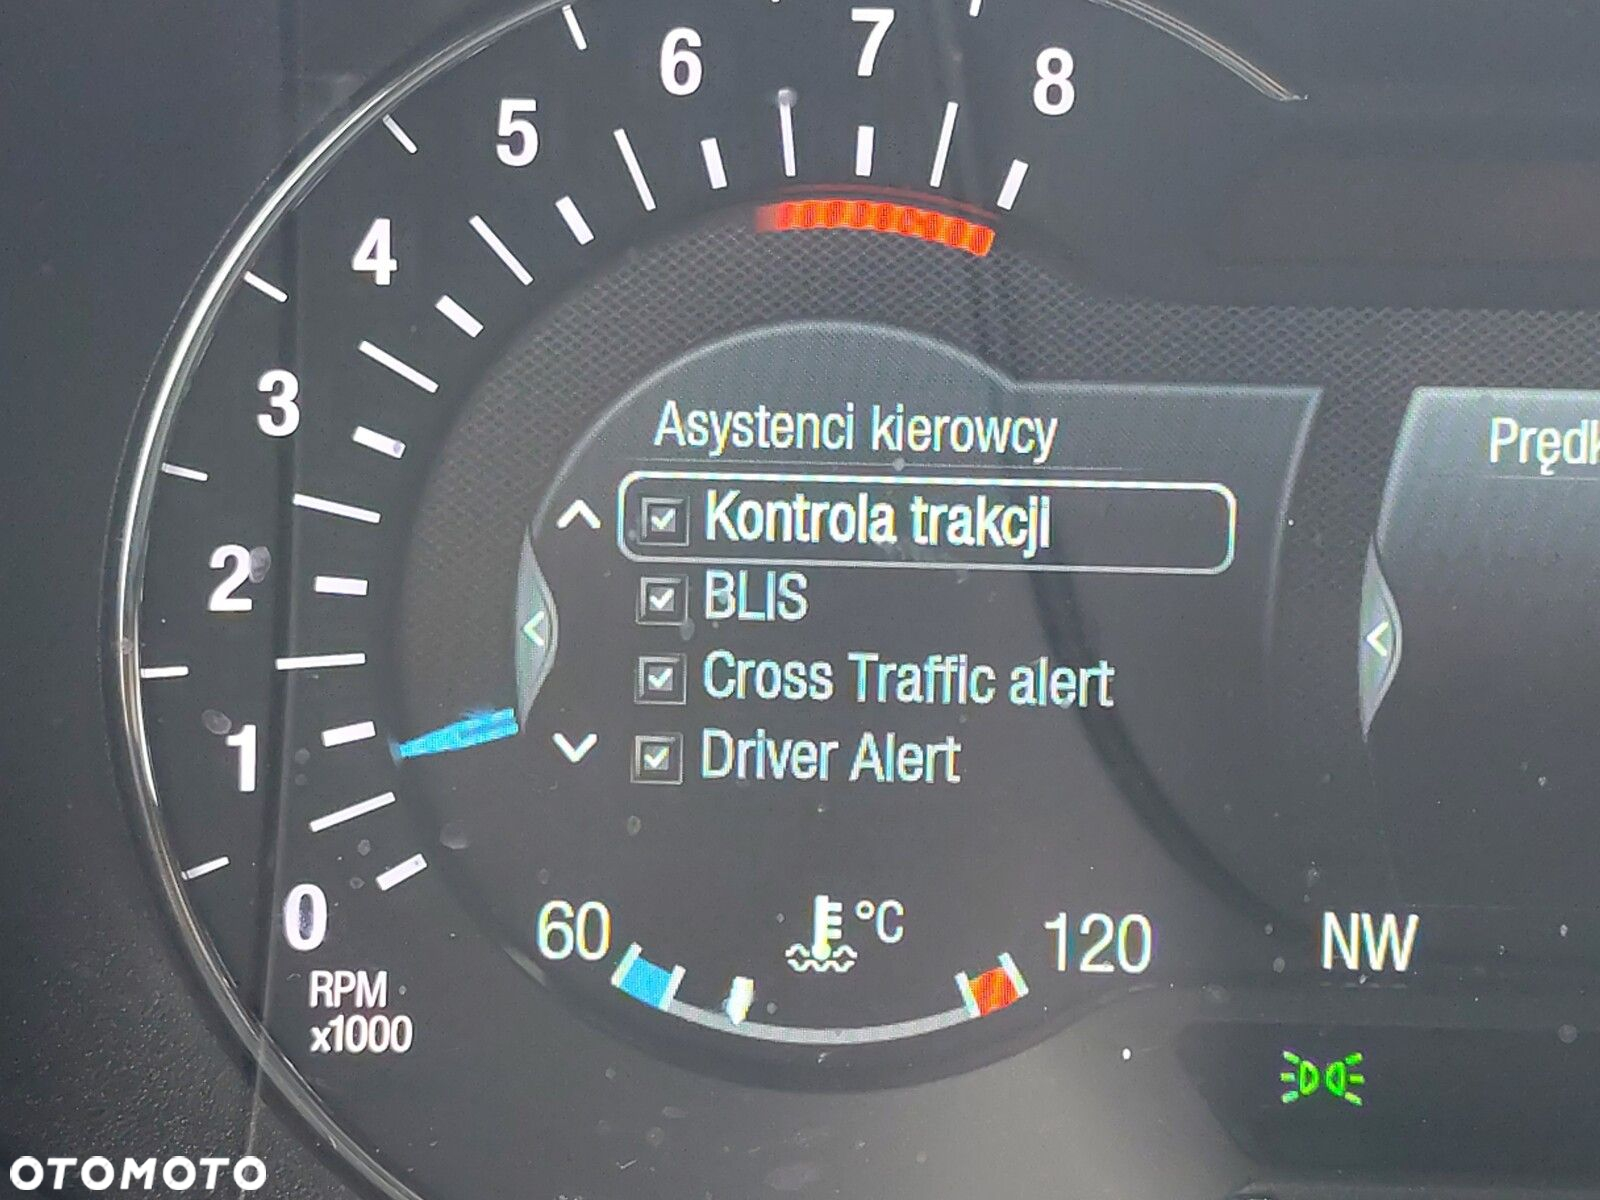 8
7
6
5
4
3
2
1
0
RPM
x1000
Asystenci kierowcy
Kontrola trakcji
BLIS
Cross Traffic alert
Driver Alert
60
°C
120
NW
OTOMOTO